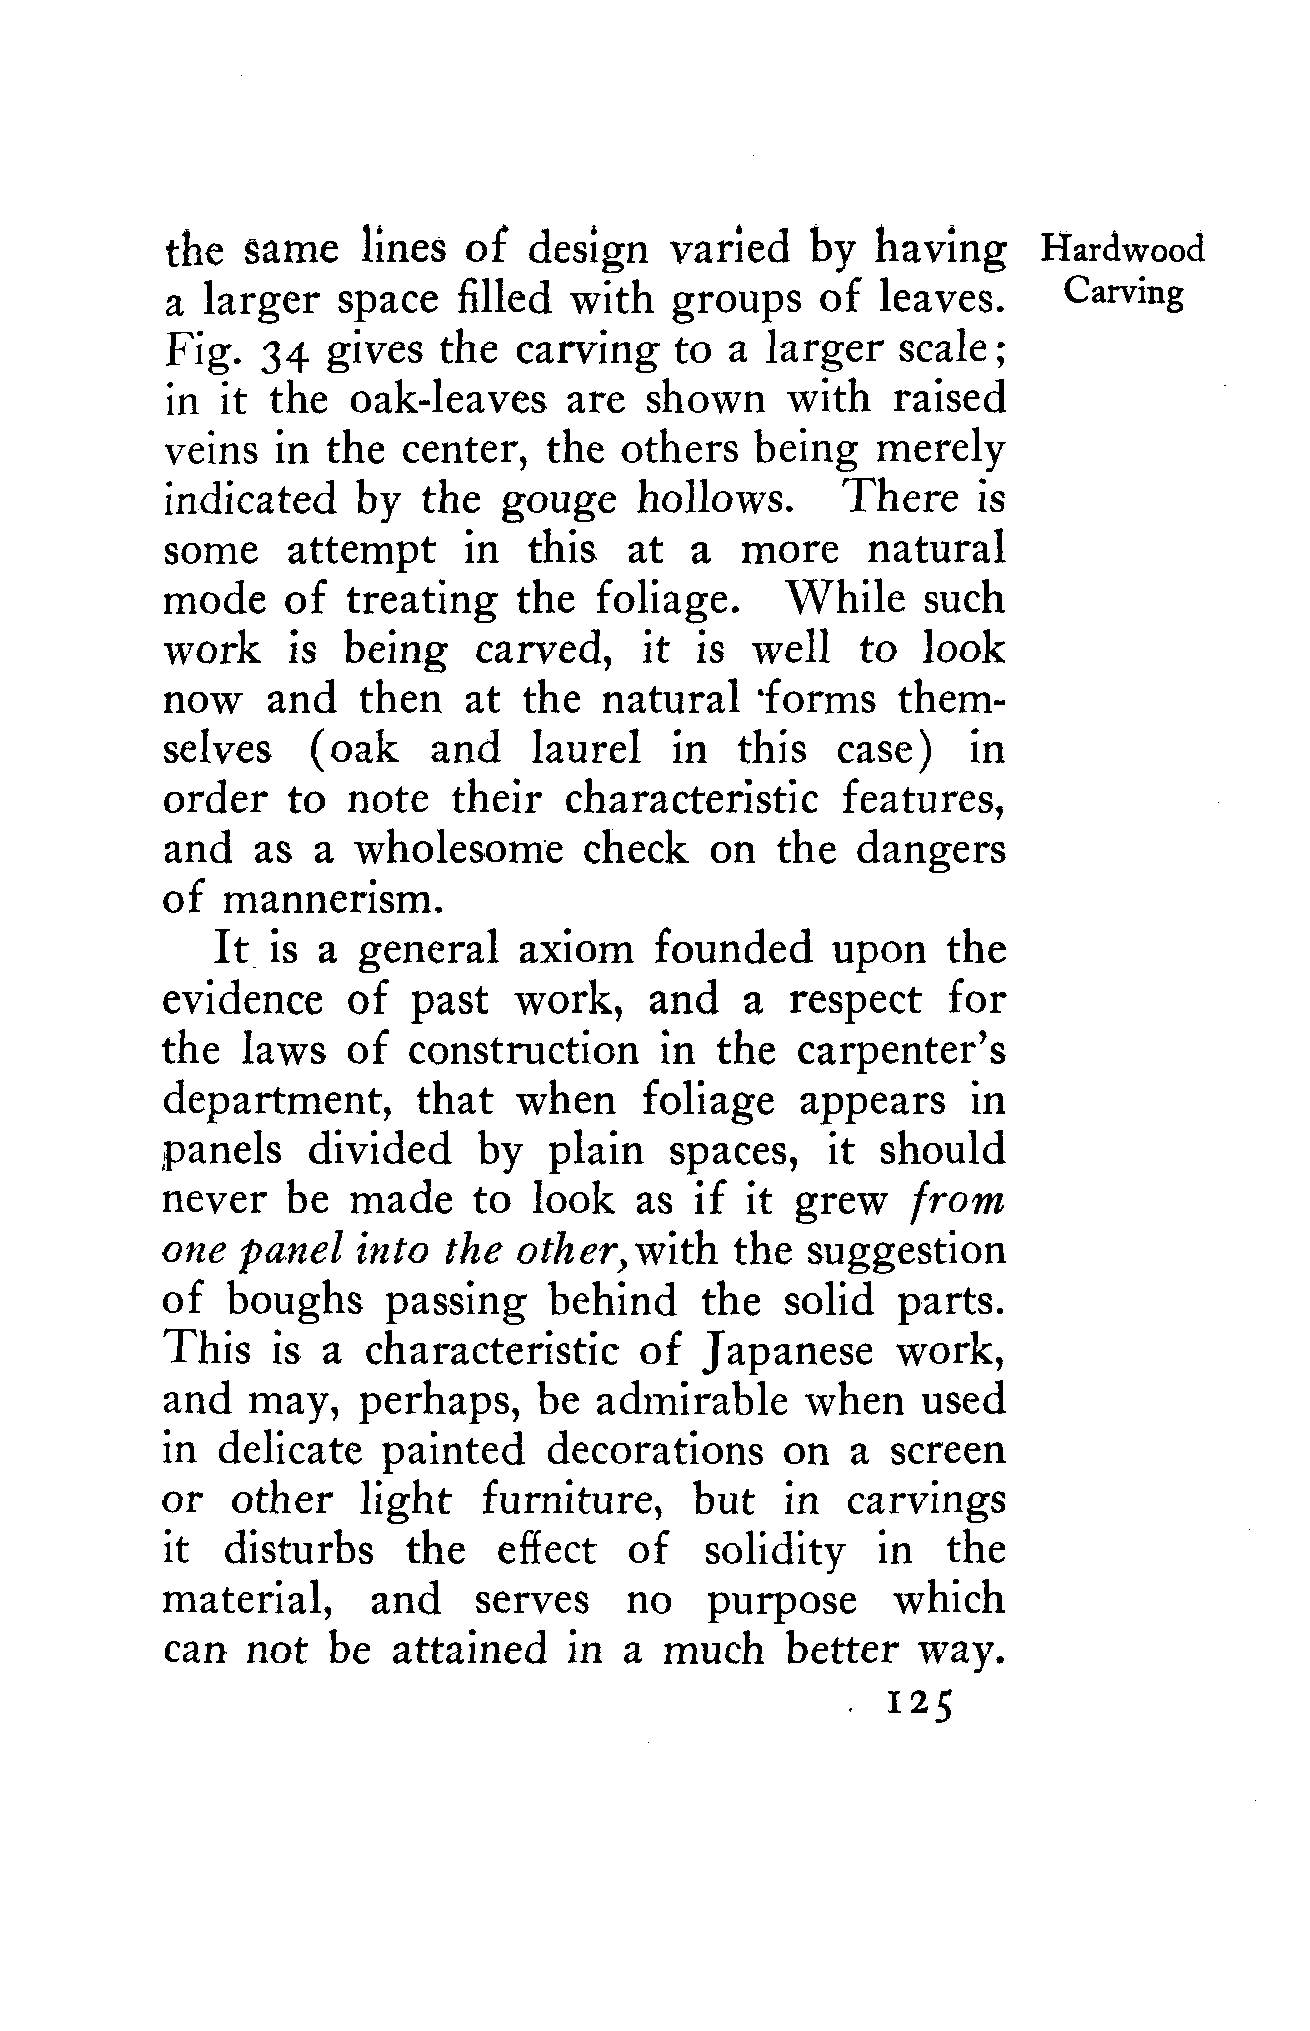 the same lines of design varied by having
a larger space filled with groups of leaves.
Fig. 34 gives the carving to a larger scale;
in it the oak-leaves are shown with raised
veins in the center, the others being merely
indicated by the gouge hollows. There is
some attempt in this at a more natural
mode of treating the foliage. While such
work is being carved, it is well to look
now and then at the natural forms them-
selves (oak and laurel in this case) in
order to note their characteristic features,
and as a wholesome check on the dangers
of mannerism.
It is a general axiom founded upon the
evidence of past work, and a respect for
the laws of construction in the carpenter's
department, that when foliage appears in
panels divided by plain spaces, it should
never be made to look as if it grew from
one panel into the other, with the suggestion
of boughs passing behind the solid parts.
This is a characteristic of Japanese work,
and may, perhaps, be admirable when used
in delicate painted decorations on a screen
or other light furniture, but in carvings
it disturbs the effect of solidity in the
material, and serves no purpose which
can not be attained in a much better way.
Hardwood
Carving
125